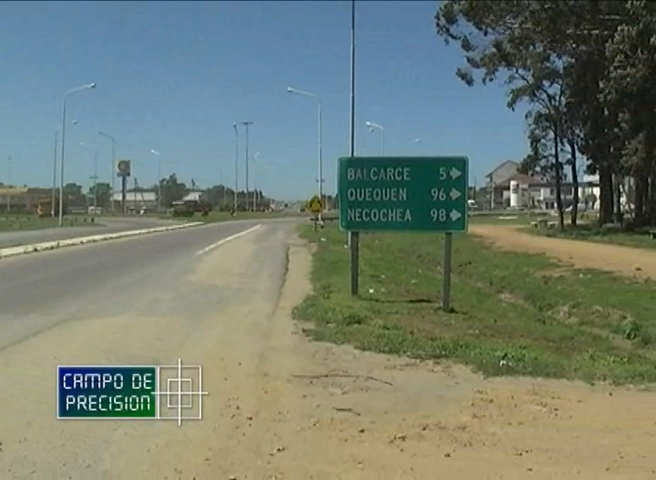 BALCARCE 5
QUEQUEN 96
NECOCHEA 98
CAMPO DE
PRECISION